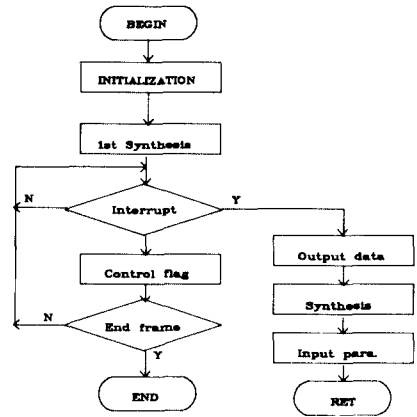 BEGIN
INITIALIZATION
1st Synthesis
N
Interrupt
Y
Control flag
Output data
N
End frame
Synthesis
Y
Input para.
END
RET